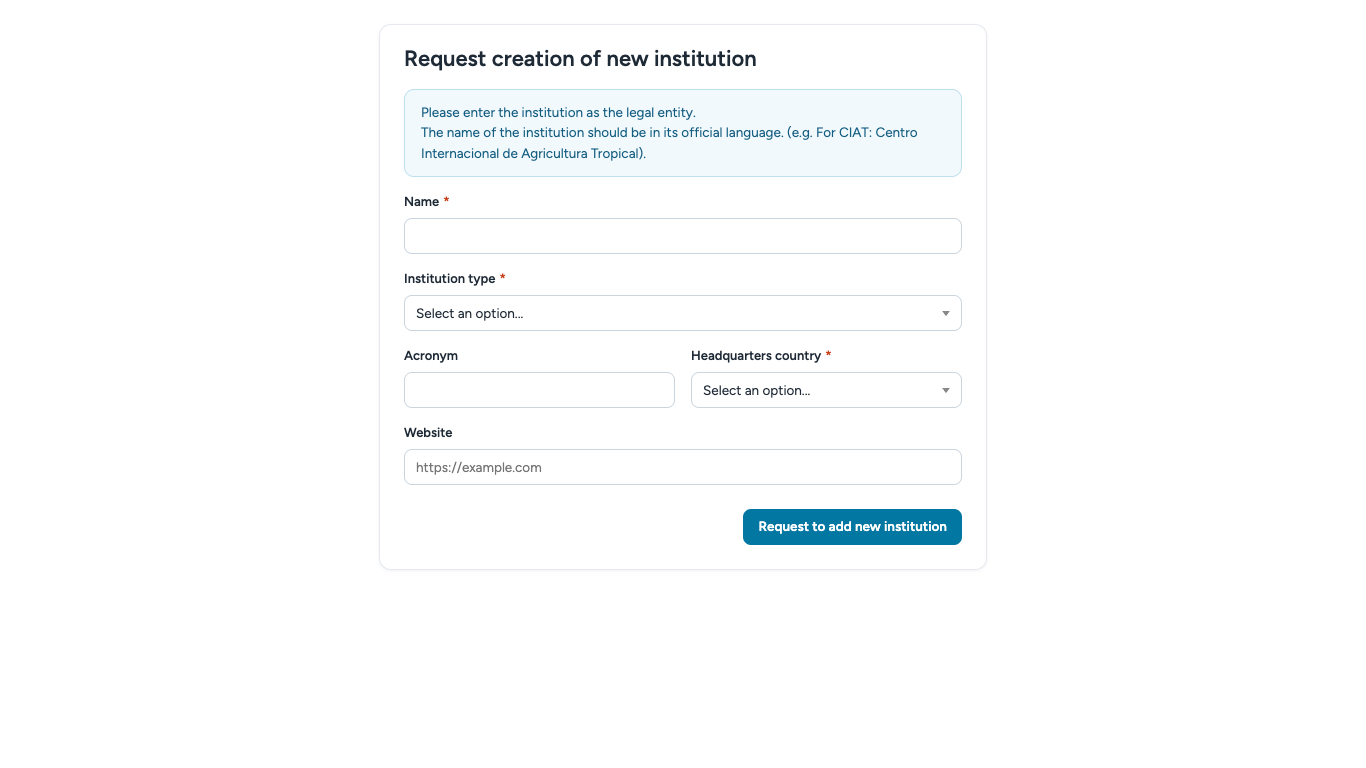 Request creation of new institution
Please enter the institution as the legal entity.
The name of the institution should be in its official language. (e.g. For CIAT: Centro
Internacional de Agricultura Tropical).
Name *
Institution type *
Select an option...
Acronym
Headquarters country *
Select an option...
Website
https://example.com
Request to add new institution